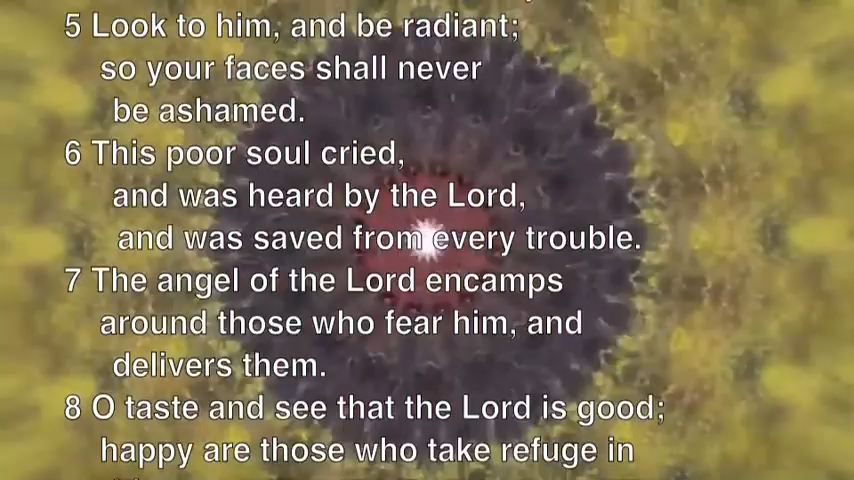 5 Look to him, and be radiant;
so your faces shall never
be ashamed.
6 This poor soul cried,
and was heard by the Lord,
and was saved from every trouble.
7 The angel of the Lord encamps
around those who fear him, and
delivers them.
8 O taste and see that the Lord is good;
happy are those who take refuge in